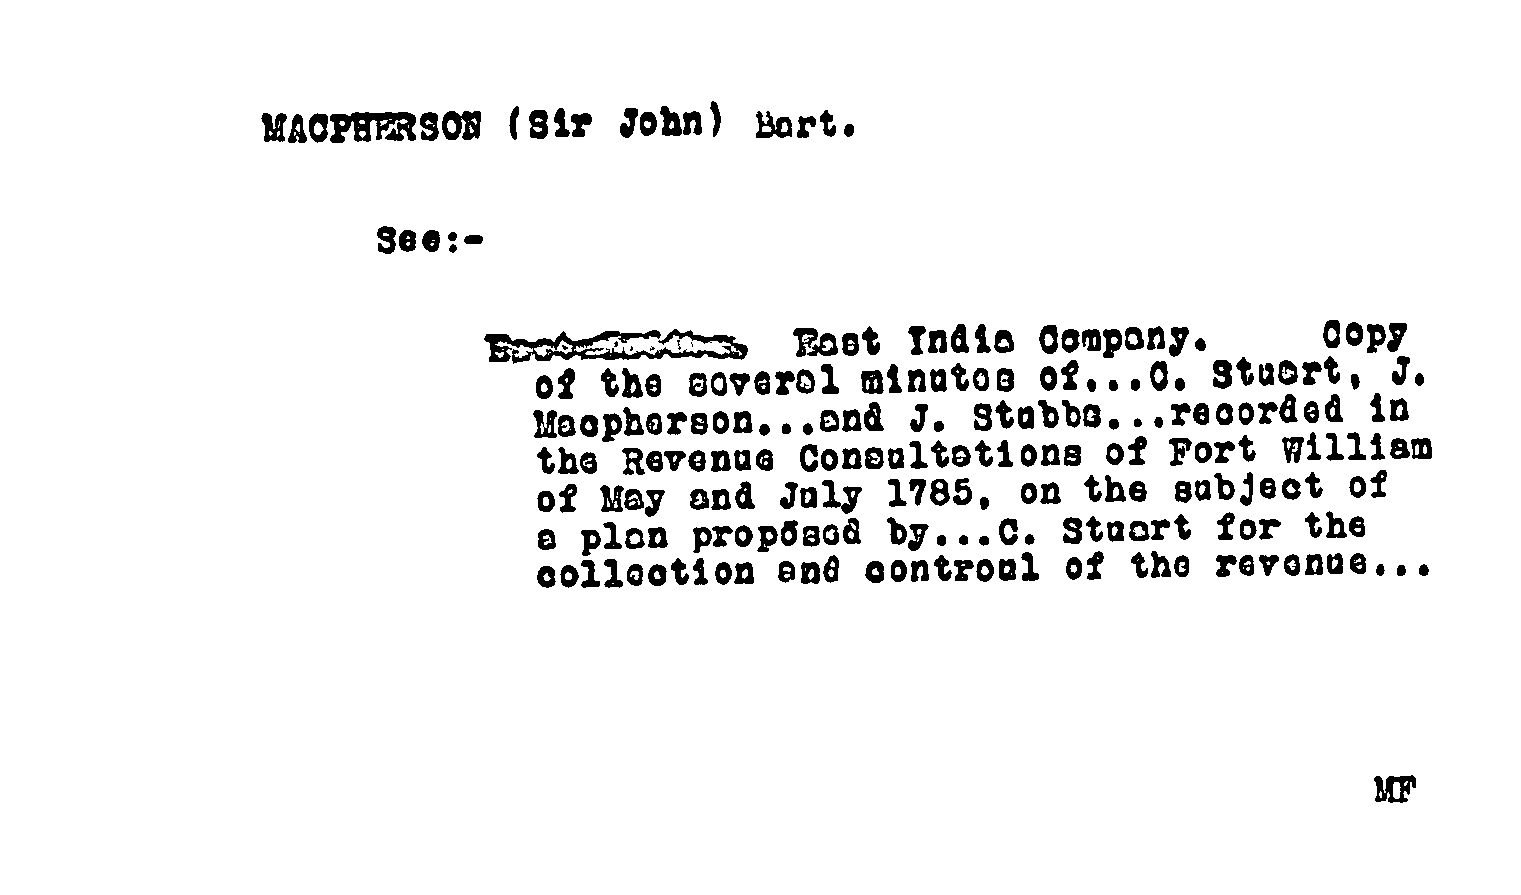 MACPHERSON (Sir John) Bart.
See:-
East India Company. Copy
of the several minutes of...C. Stuart, J.
Macpherson...and J. Stubbs...recorded in
the Revenue Consultations of Fort William
of May and July 1785, on the subject of
a plan proposed by...C. Stuart for the
collection and controul of the revenue...
MF